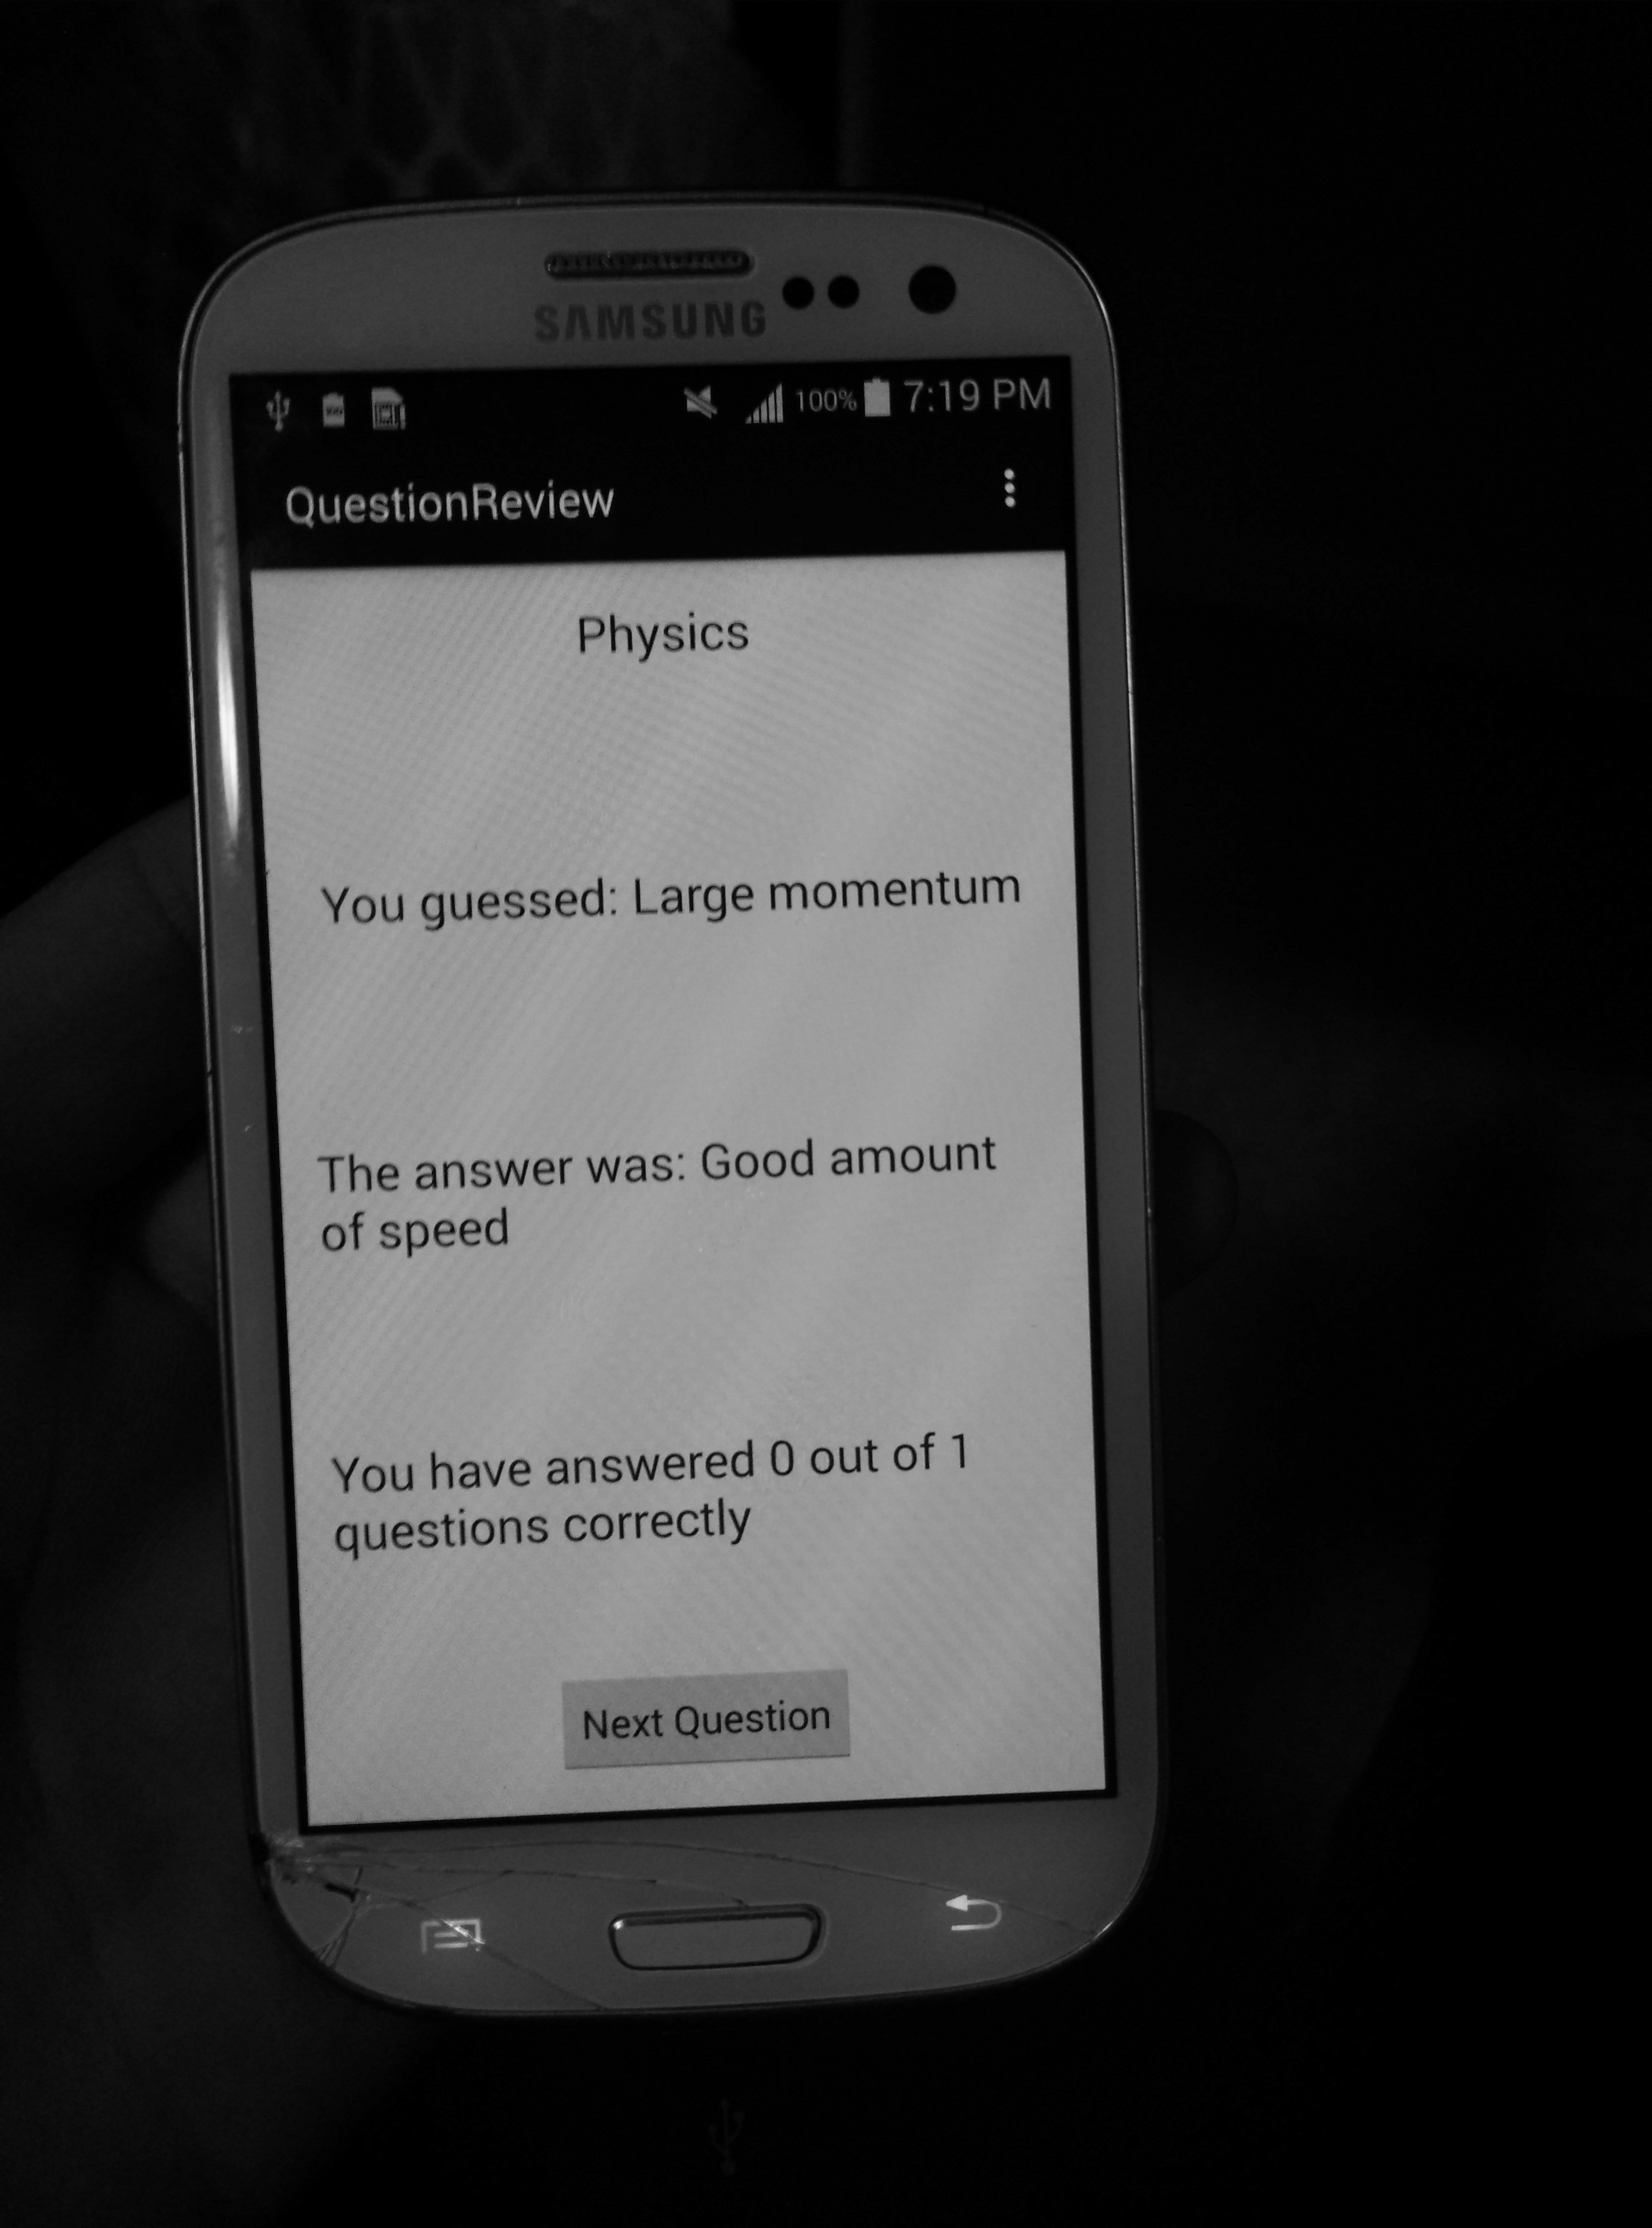 SAMSUNG
100% 7:19 PM
QuestionReview
Physics
You guessed: Large momentum
The answer was: Good amount
of speed
You have answered 0 out of 1
questions correctly
Next Question